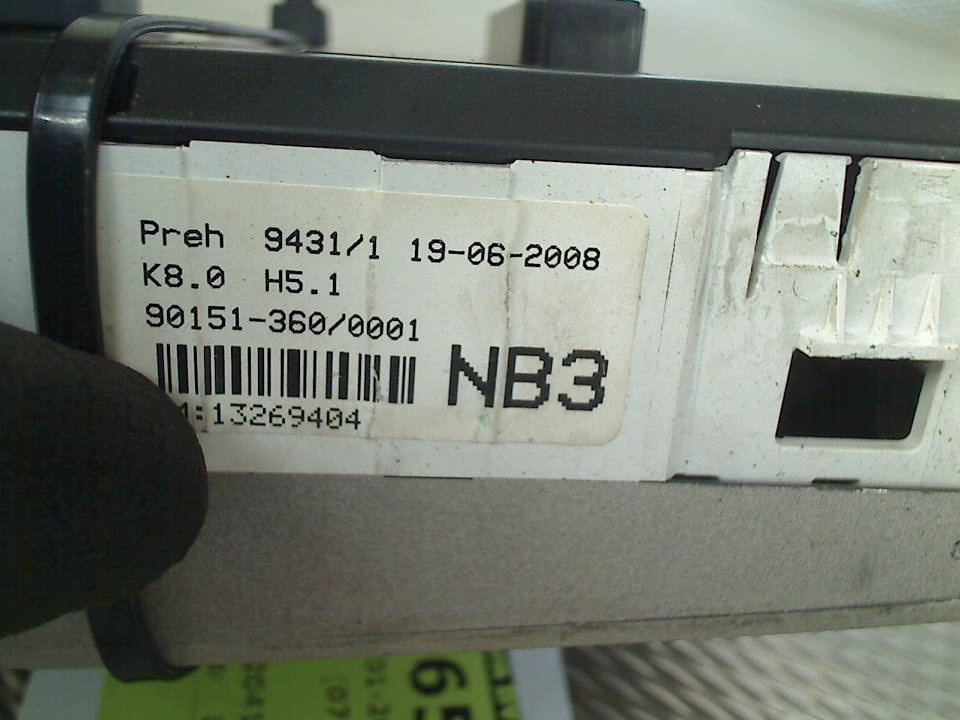 Preh 9431/1 19-06-2008
K8.0 H5.1
90151-360/0001
NB3
:13269404